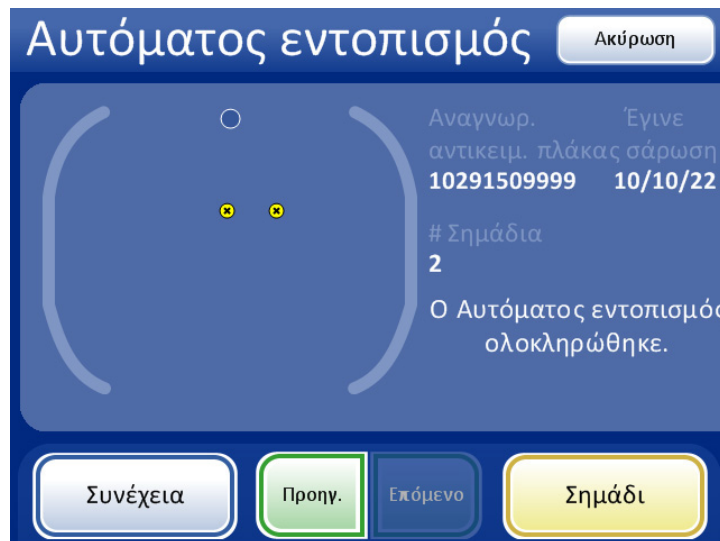 Αυτόματος εντοπισμός
Ακύρωση
Αναγνωρ. Έγινε
αντικειμ. πλάκας σάρωση
10291509999 10/10/22
# Σημάδια
2
Ο Αυτόματος εντοπισμός
ολοκληρώθηκε.
Συνέχεια
Προηγ.
Επόμενο
Σημάδι